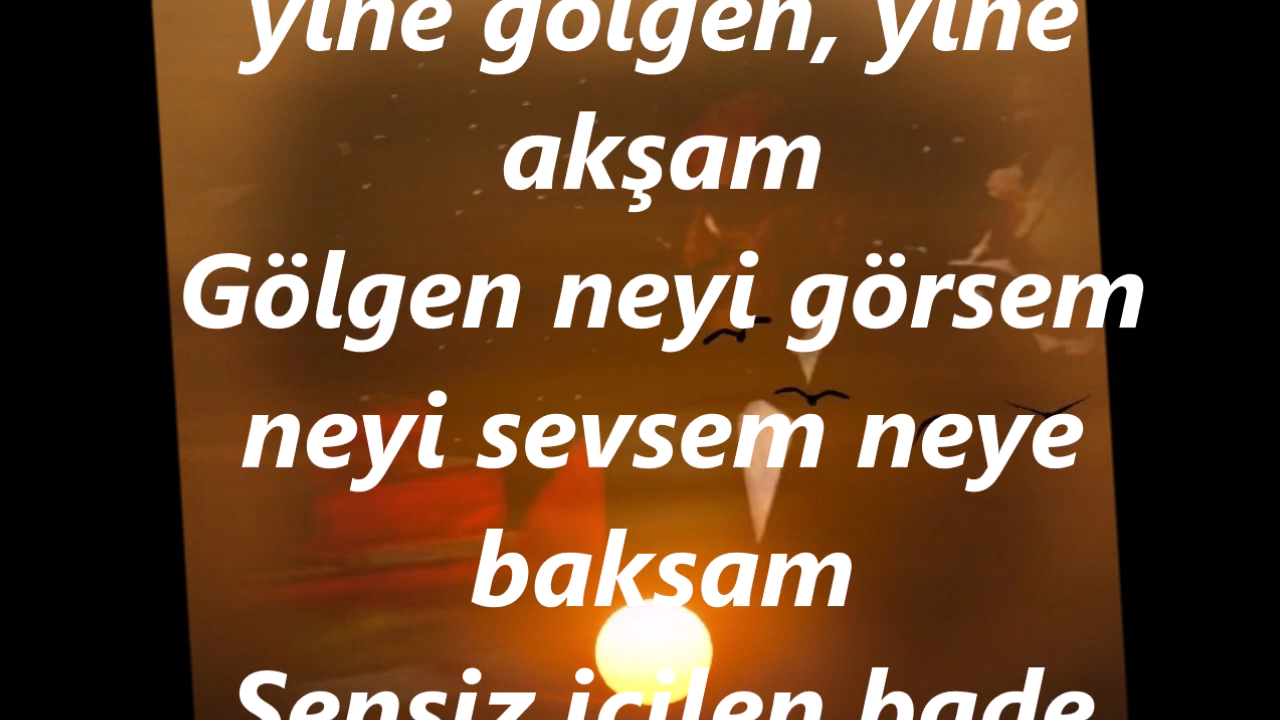 yine gölgen, yine
akşam
Gölgen neyi görsem
neyi sevsem neye
baksam
Sensiz içilen bade